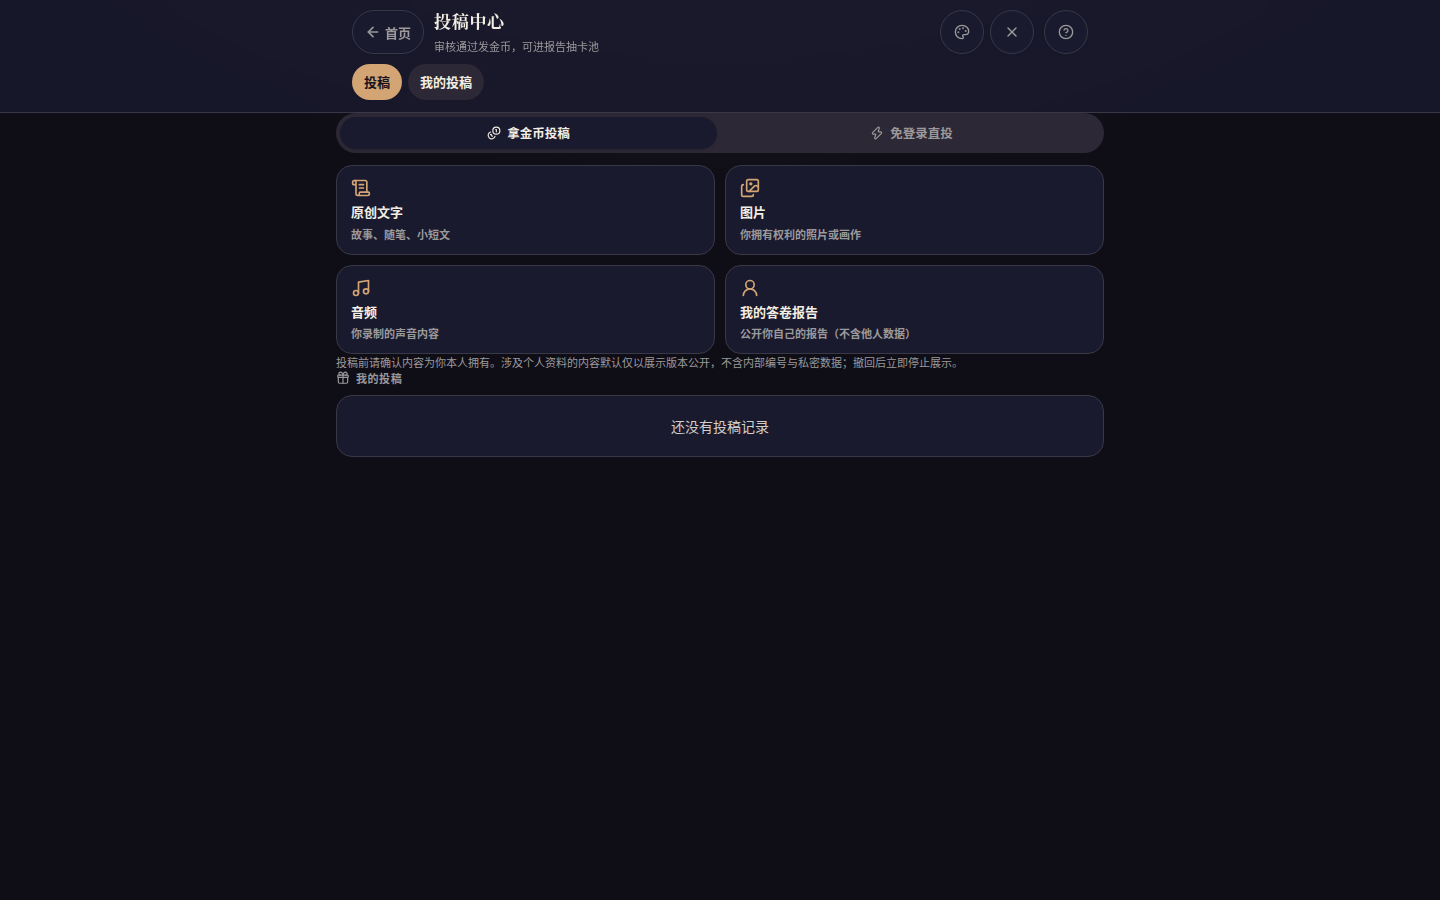 首页
投稿中心
审核通过发金币，可进报告抽卡池
投稿
我的投稿
拿金币投稿
免登录直投
原创文字
故事、随笔、小短文
图片
你拥有权利的照片或画作
音频
你录制的声音内容
我的答卷报告
公开你自己的报告（不含他人数据）
投稿前请确认内容为你本人拥有。涉及个人资料的内容默认仅以展示版本公开，不含内部编号与私密数据；撤回后立即停止展示。
我的投稿
还没有投稿记录